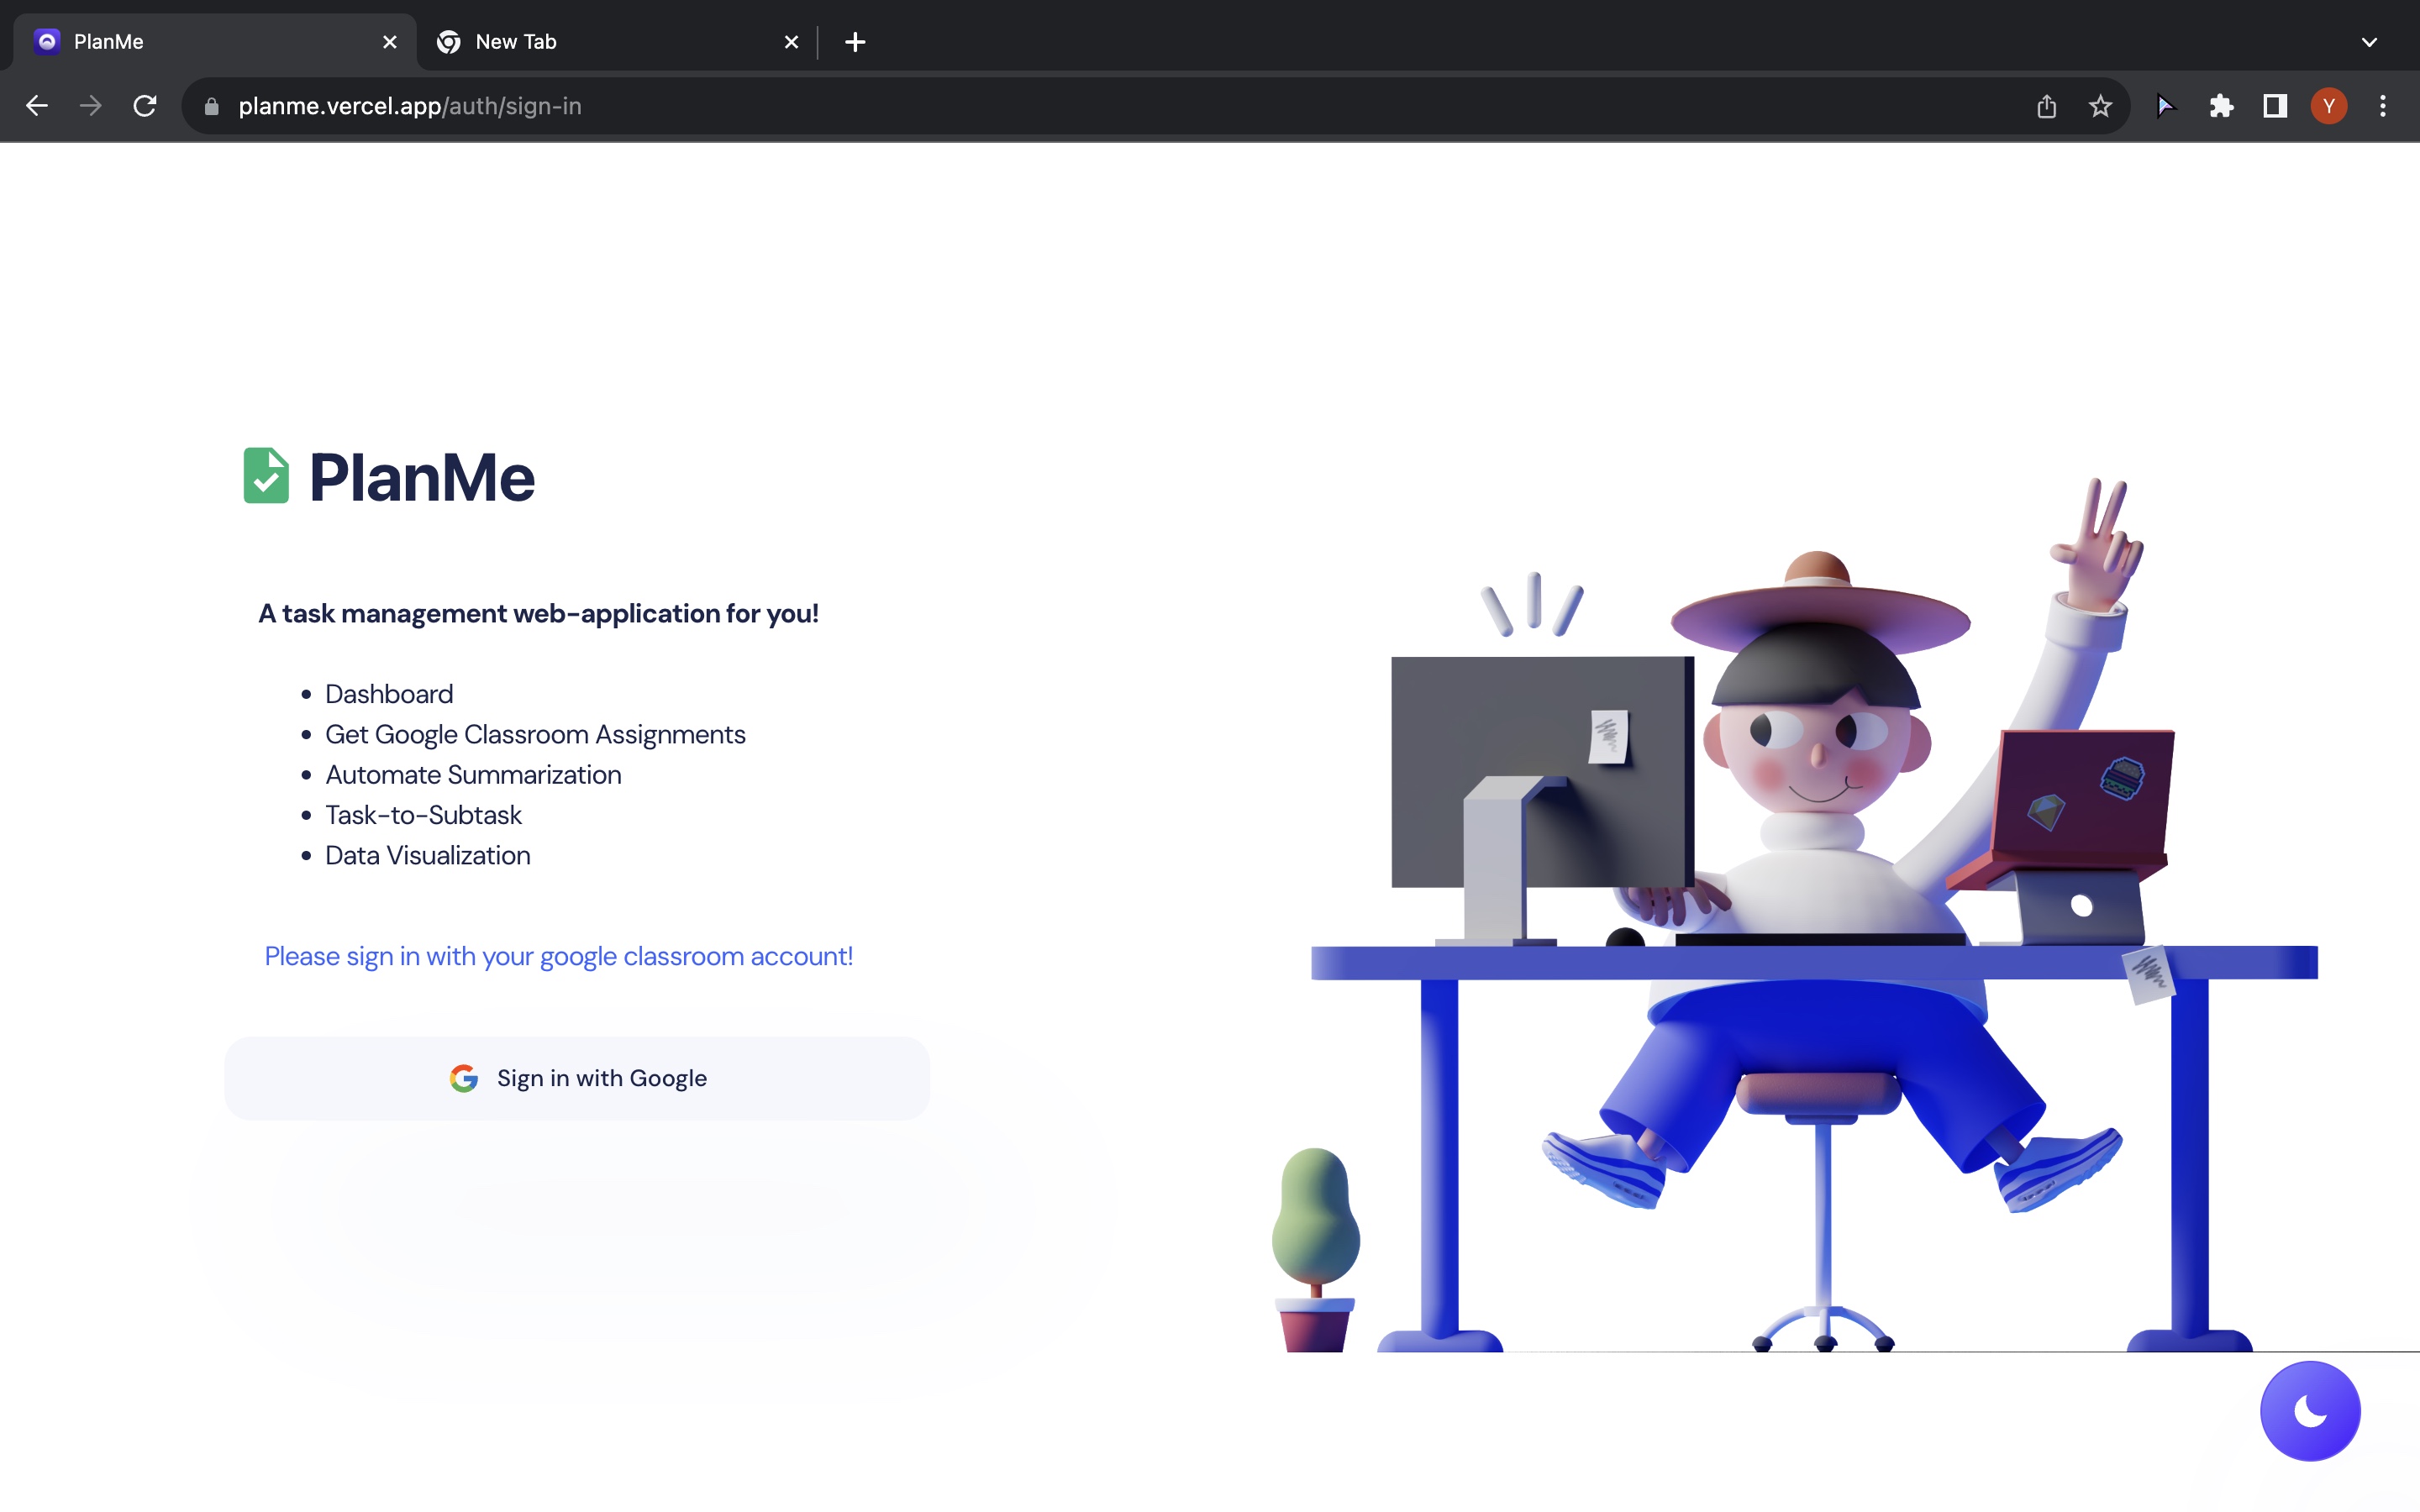 PlanMe
New Tab
planme.vercel.app/auth/sign-in
Y
PlanMe
A task management web-application for you!
Dashboard
Get Google Classroom Assignments
Automate Summarization
Task-to-Subtask
Data Visualization
Please sign in with your google classroom account!
Sign in with Google